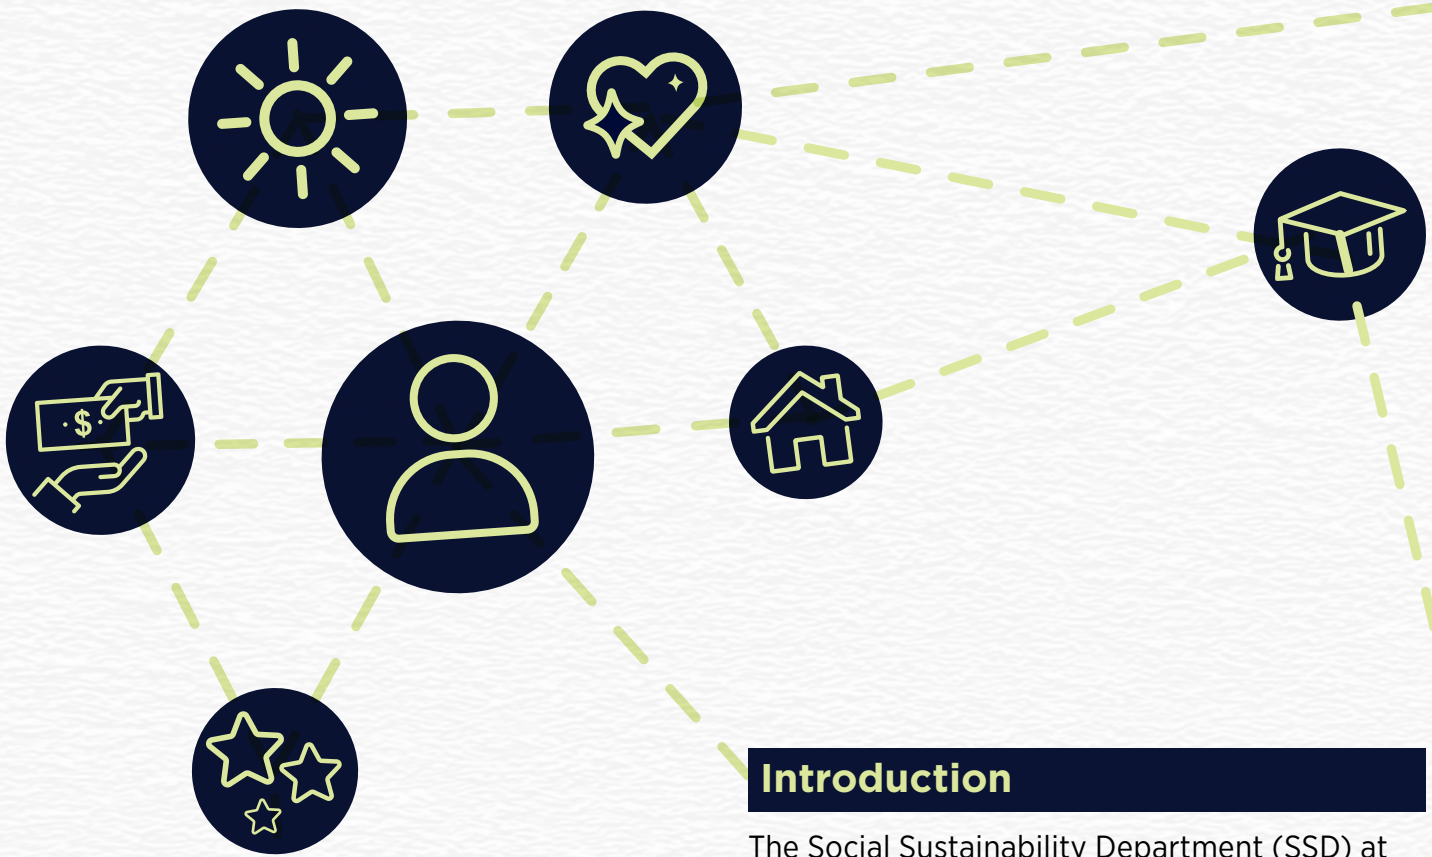 $
Introduction
The Social Sustainability Department (SSD) at